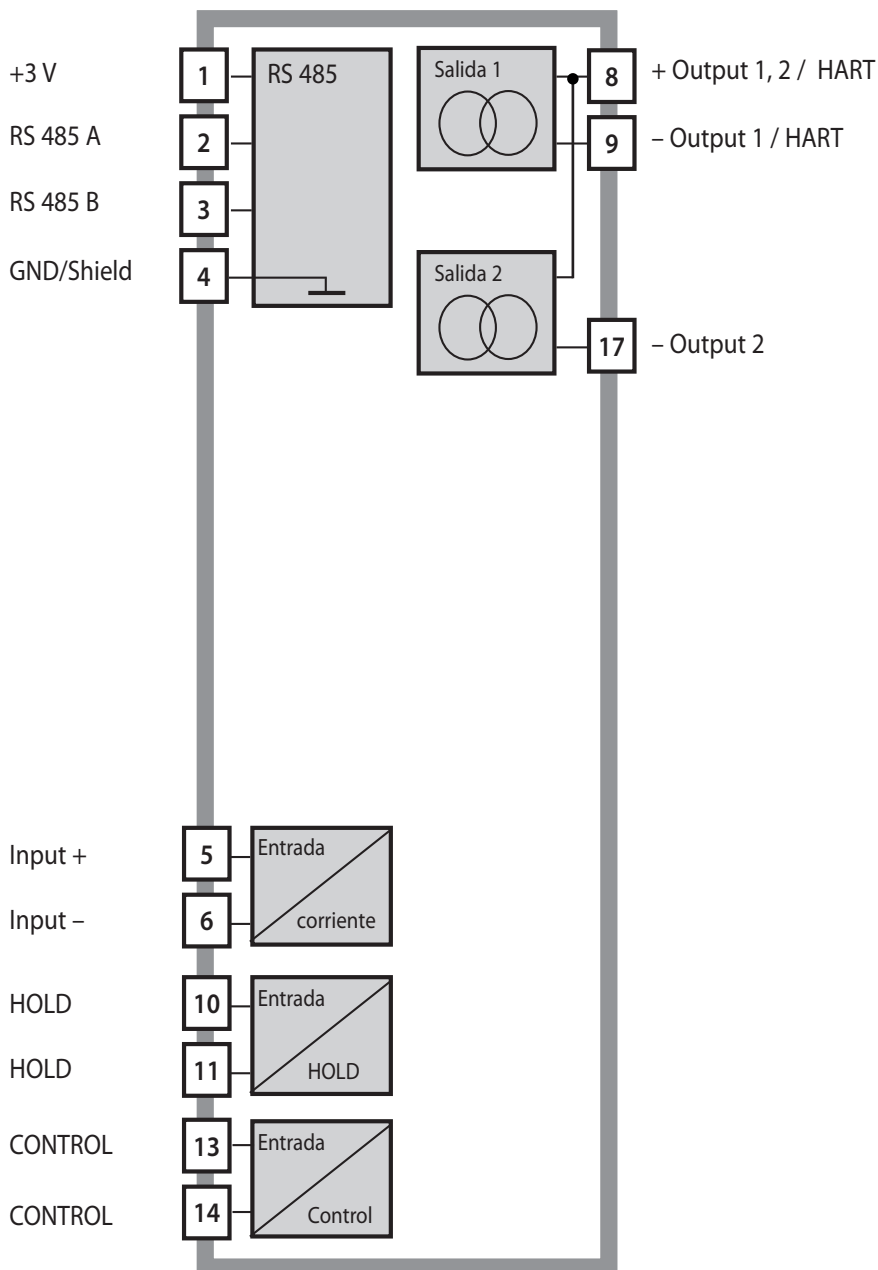 +3 V
1
RS 485
RS 485 A
2
RS 485 B
3
GND/Shield
4
Salida 1
8
+ Output 1, 2 / HART
9
– Output 1 / HART
Salida 2
17
– Output 2
Input +
5
Entrada
Input –
6
corriente
HOLD
10
Entrada
HOLD
11
HOLD
CONTROL
13
Entrada
CONTROL
14
Control